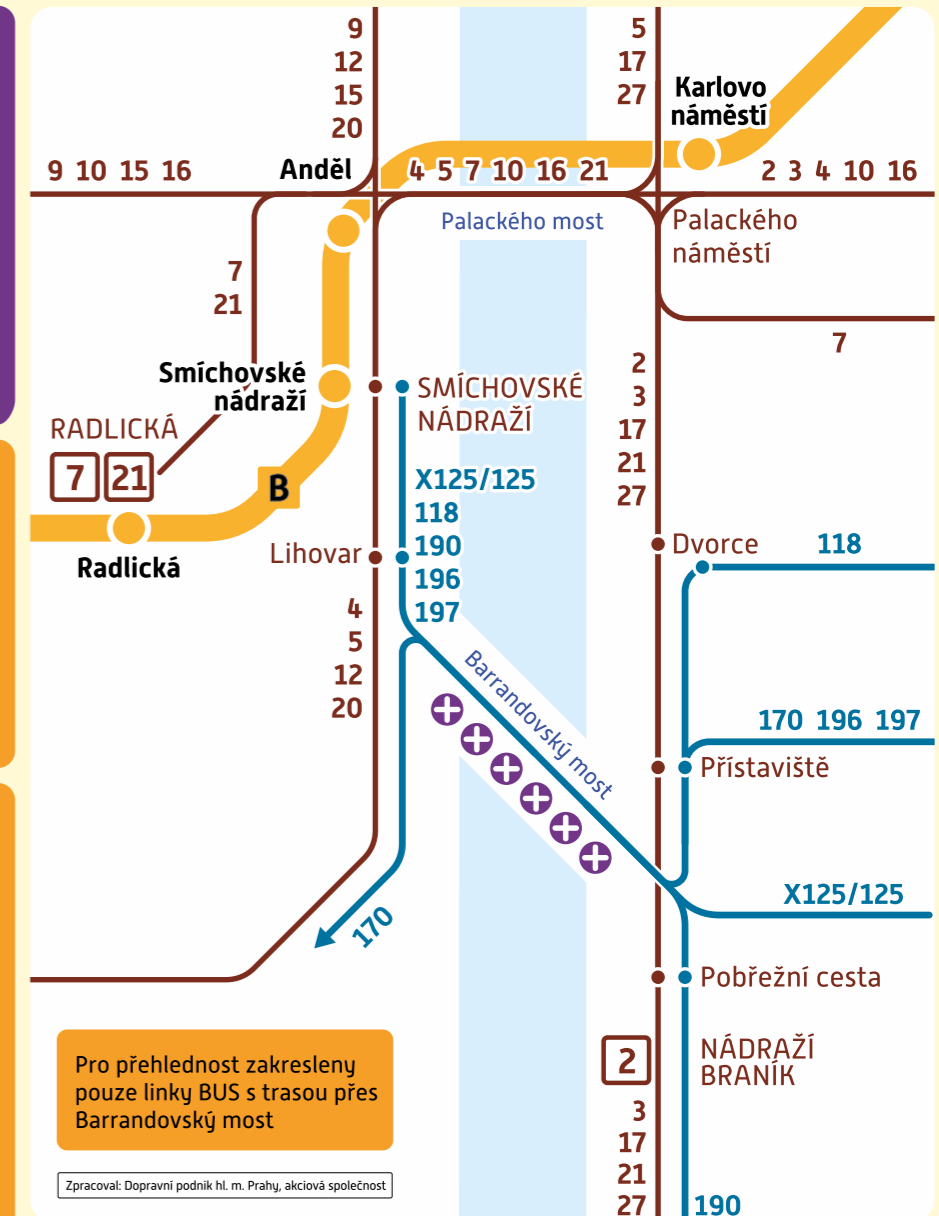 9
12
15
20
5
17
27
Karlovo
náměstí
9 10 15 16
Anděl
4 5 7 10 16 21
2 3 4 10 16
Palackého most
Palackého
náměstí
7
21
7
Smíchovské
nádraží
SMÍCHOVSKÉ
NÁDRAŽÍ
2
3
17
21
27
RADLICKÁ
7 21
B
X125/125
118
190
196
197
Radlická
Lihovar
Dvorce
118
4
5
12
20
Barrandovský most
170 196 197
Přístaviště
X125/125
170
Pobřežní cesta
Pro přehlednost zakresleny
pouze linky BUS s trasou přes
Barrandovský most
2
NÁDRAŽÍ
BRANÍK
3
17
21
27
190
Zpracoval: Dopravní podnik hl. m. Prahy, akciová společnost